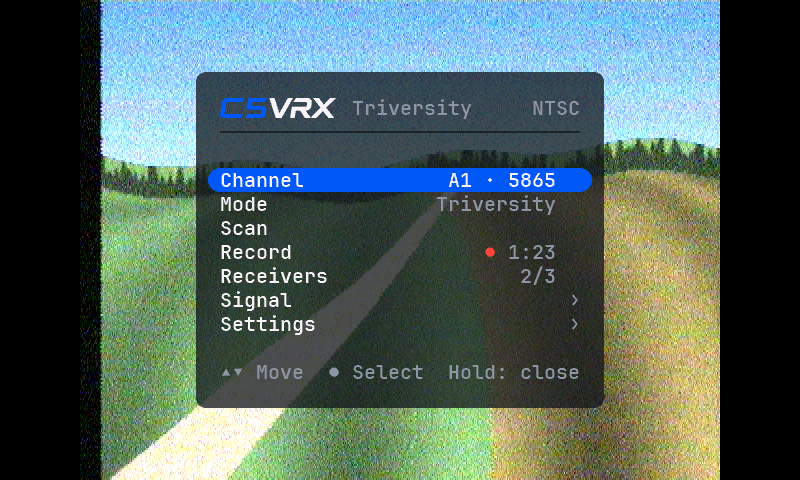 C5VRX Triversity NTSC
Channel A1 · 5865
Mode Triversity
Scan
Record ● 1:23
Receivers 2/3
Signal ›
Settings ›
▲▼ Move ● Select Hold: close